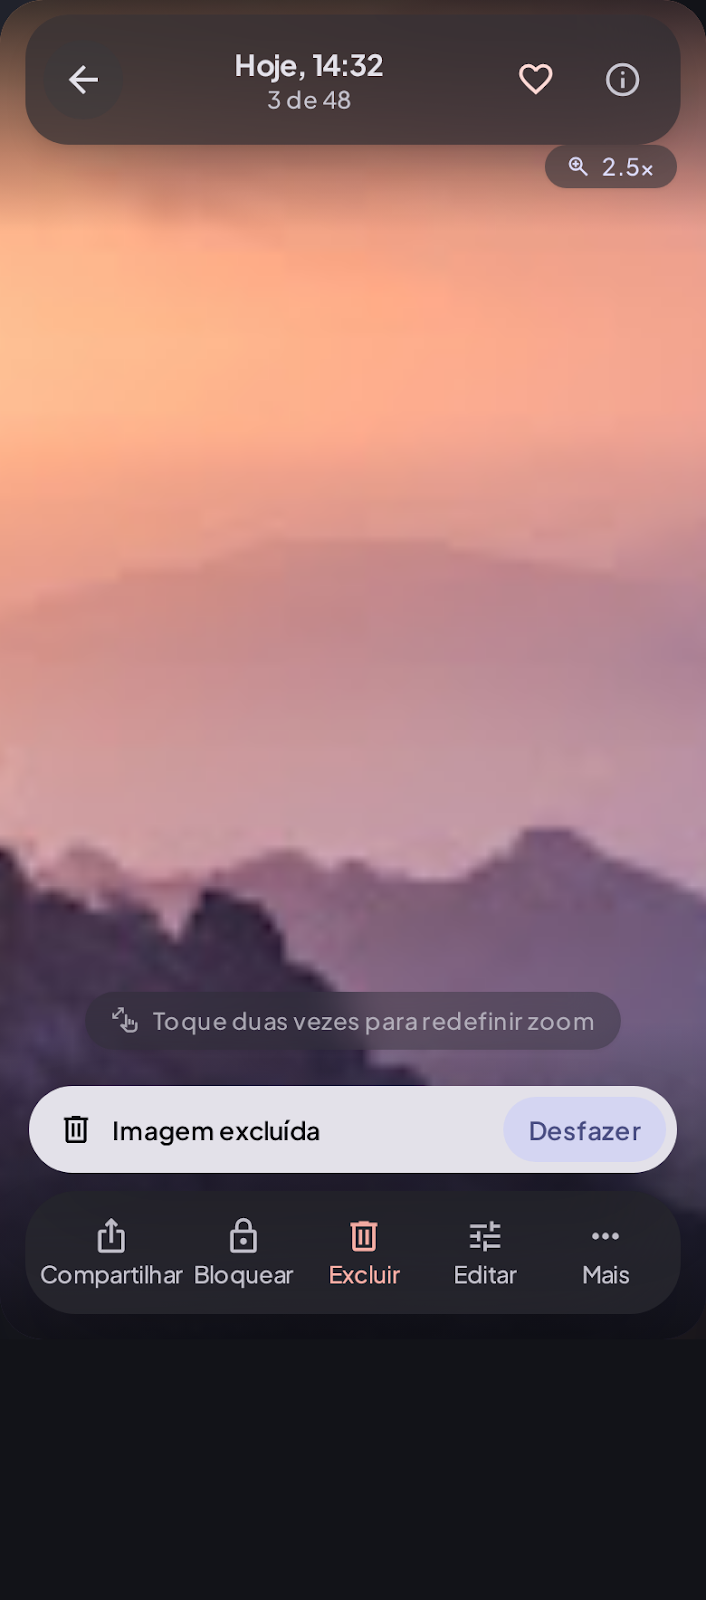 Hoje, 14:32
3 de 48
2.5×
Toque duas vezes para redefinir zoom
Imagem excluída
Desfazer
Compartilhar
Bloquear
Excluir
Editar
Mais